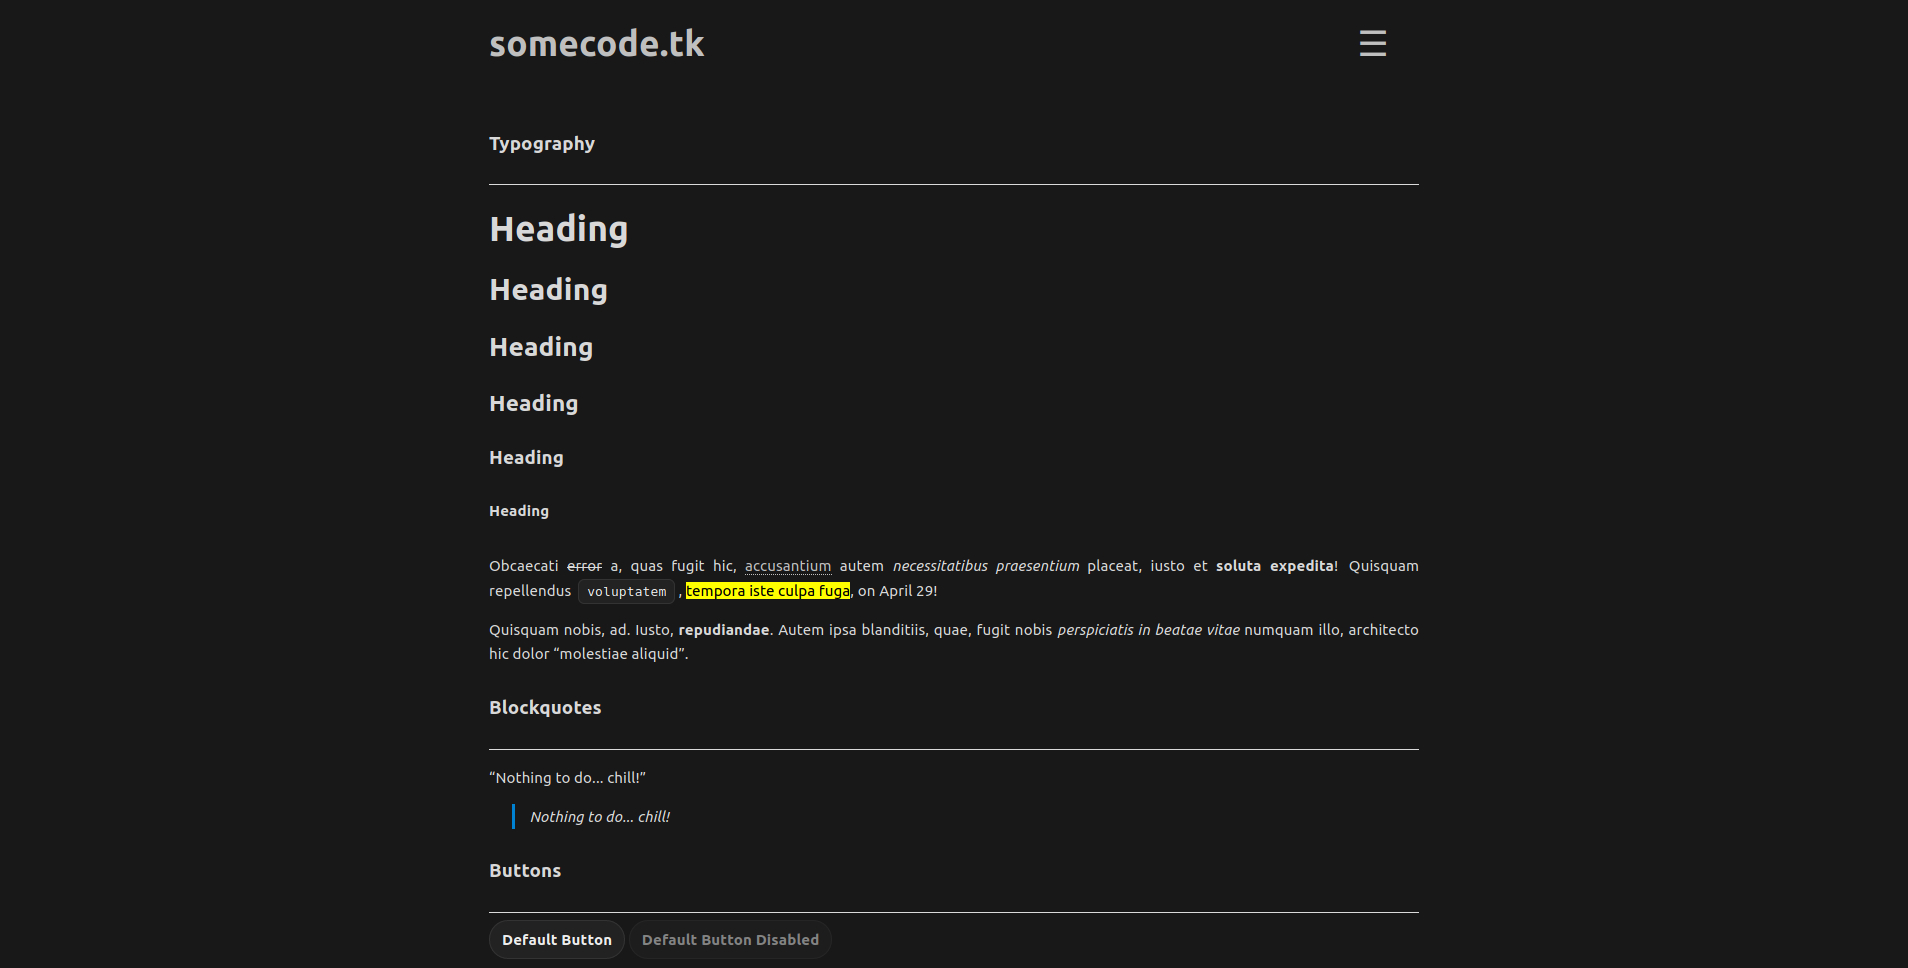 somecode.tk ☰
Typography
Heading
Heading
Heading
Heading
Heading
Heading
Obcaecati error a, quas fugit hic, accusantium autem necessitatibus praesentium placeat, iusto et soluta expedita! Quisquam
repellendus voluptatem , tempora iste culpa fuga, on April 29!
Quisquam nobis, ad. Iusto, repudiandae. Autem ipsa blanditiis, quae, fugit nobis perspiciatis in beatae vitae numquam illo, architecto
hic dolor “molestiae aliquid”.
Blockquotes
“Nothing to do... chill!”
Nothing to do... chill!
Buttons
Default Button Default Button Disabled